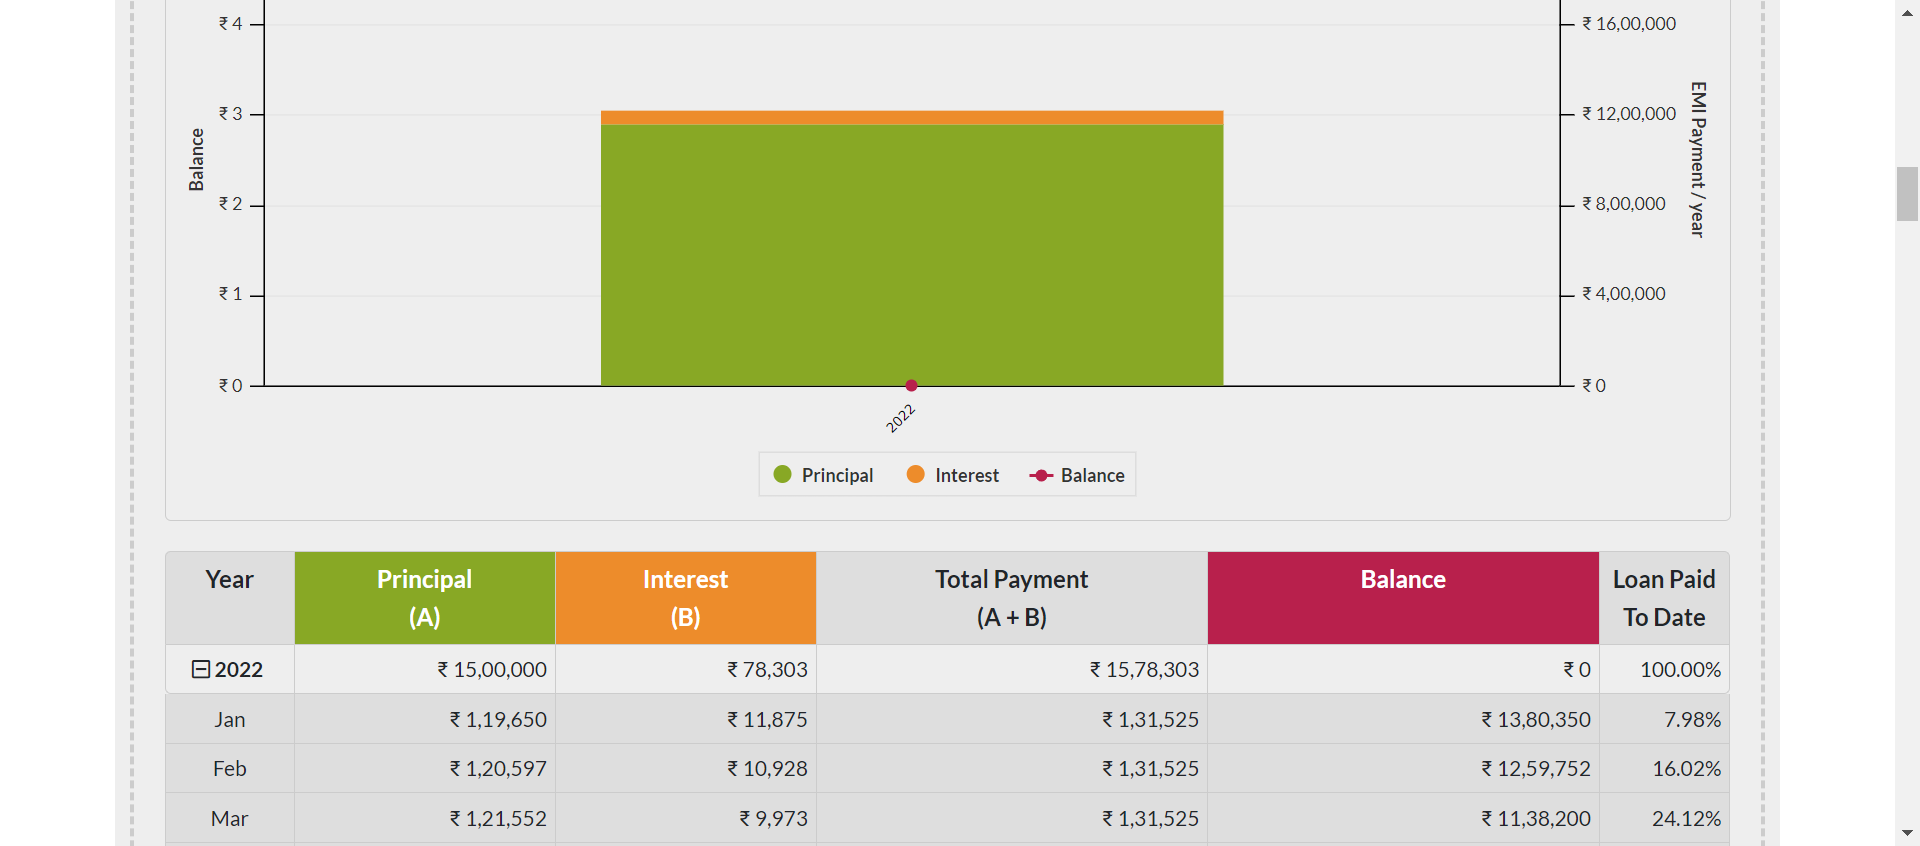 ₹ 4
₹ 16,00,000
₹ 3
₹ 12,00,000
₹ 2
₹ 8,00,000
₹ 1
₹ 4,00,000
₹ 0
₹ 0
Balance
EMI Payment / year
2022
Principal Interest Balance
Year Principal Interest Total Payment Balance Loan Paid
(A) (B) (A + B) To Date
2022 ₹ 15,00,000 ₹ 78,303 ₹ 15,78,303 ₹ 0 100.00%
Jan ₹ 1,19,650 ₹ 11,875 ₹ 1,31,525 ₹ 13,80,350 7.98%
Feb ₹ 1,20,597 ₹ 10,928 ₹ 1,31,525 ₹ 12,59,752 16.02%
Mar ₹ 1,21,552 ₹ 9,973 ₹ 1,31,525 ₹ 11,38,200 24.12%